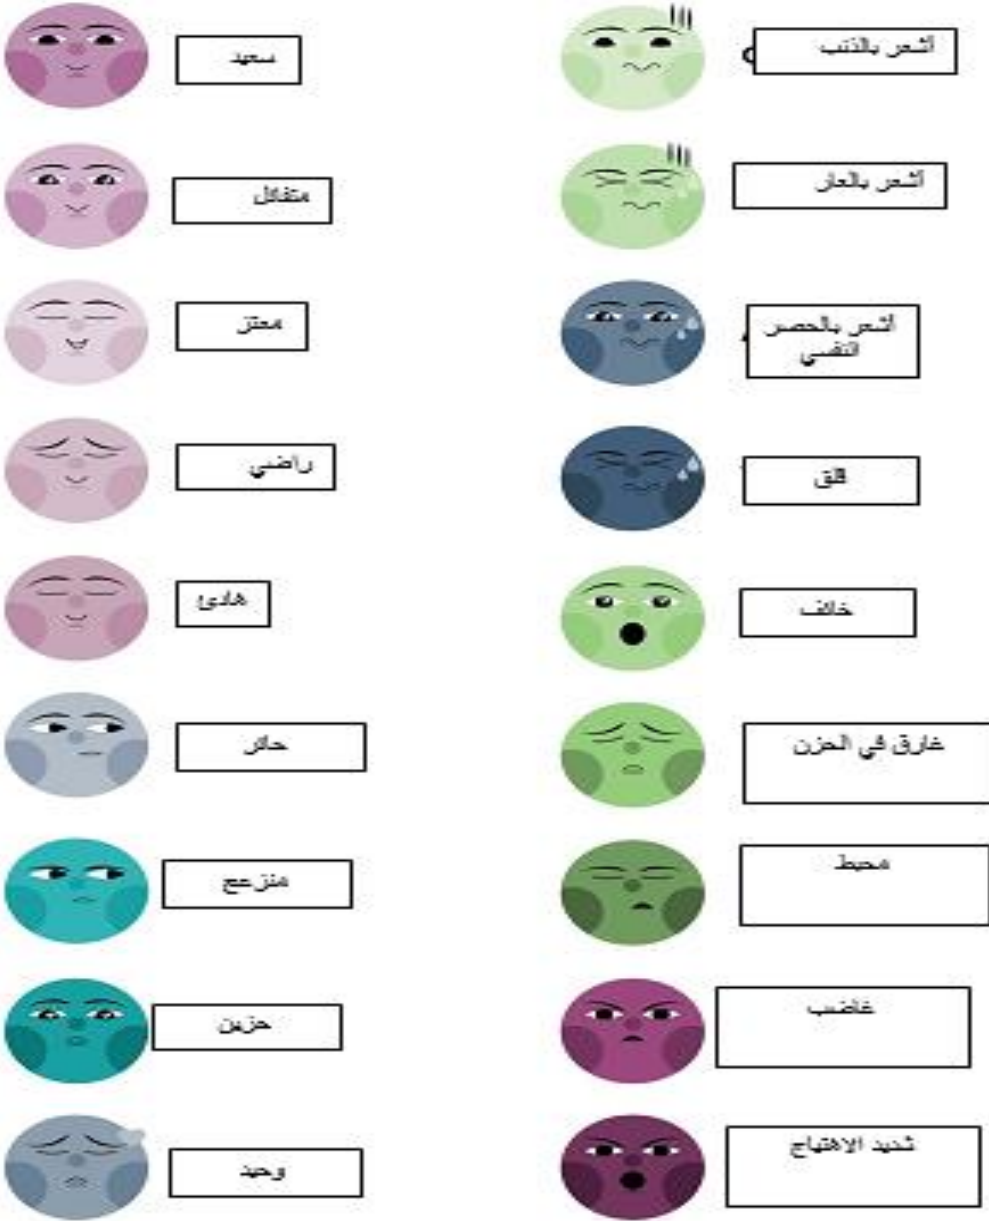 سعيد
متفائل
معتز
راضي
هادئ
حائر
منزعج
حزين
وحيد
أشعر بالذنب
أشعر بالعار
أشعر بالحصر
النفسي
قلق
خائف
غارق في الحزن
محبط
غاضب
شديد الاهتياج